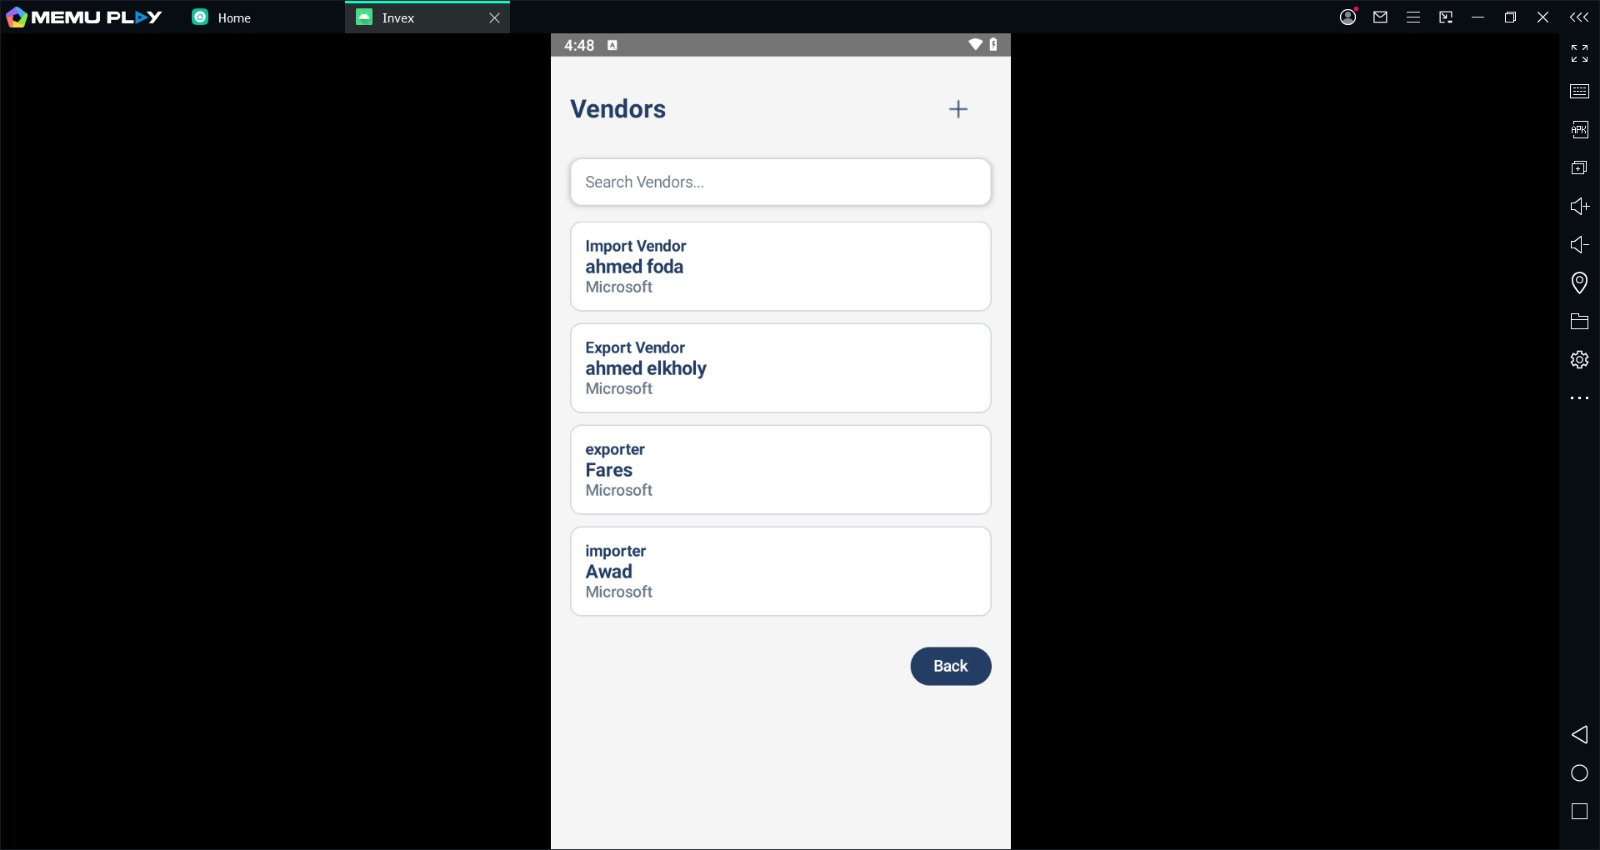 MEMU PLAY
Home
Invex
4:48
A
Vendors
Search Vendors...
Import Vendor
ahmed foda
Microsoft
Export Vendor
ahmed elkholy
Microsoft
exporter
Fares
Microsoft
importer
Awad
Microsoft
Back
APK